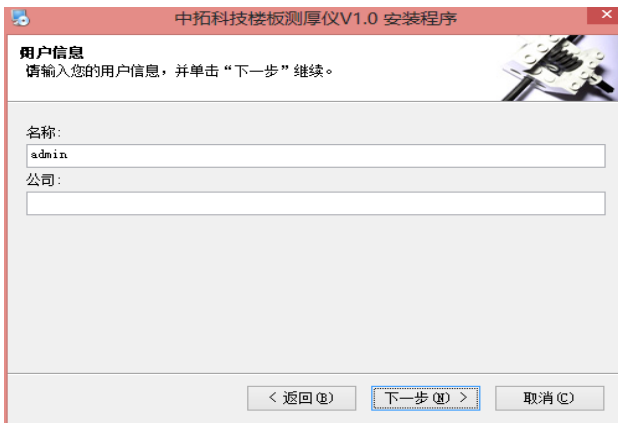 中拓科技楼板测厚仪V1.0 安装程序
用户信息
请输入您的用户信息，并单击“下一步”继续。
名称:
admin
公司:
< 返回(B)
下一步(N) >
取消(C)